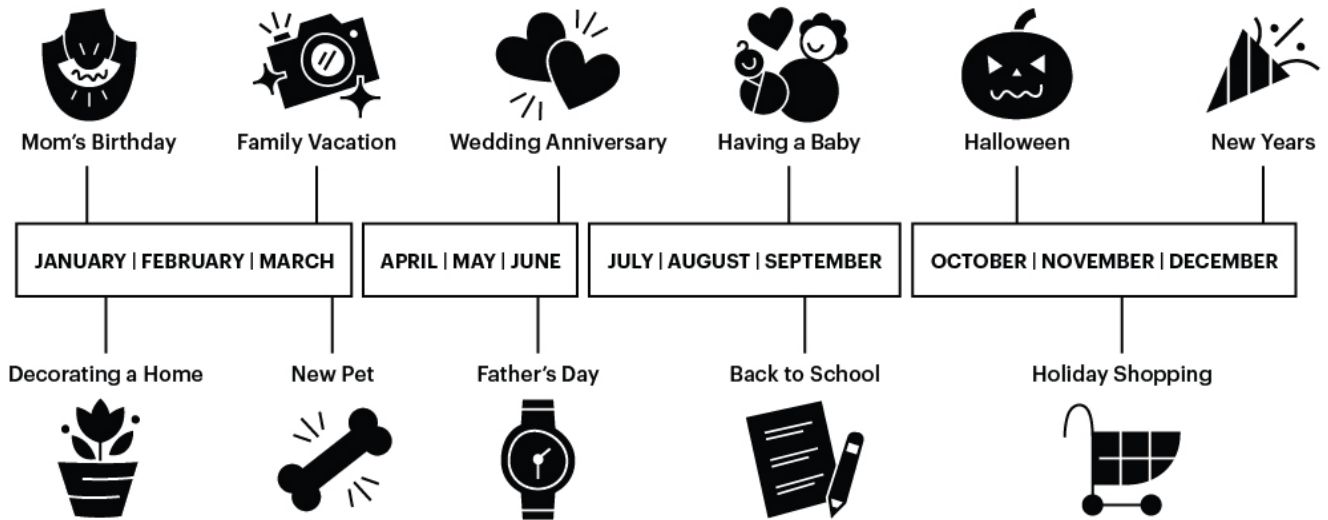 Mom's Birthday
Family Vacation
Wedding Anniversary
Having a Baby
Halloween
New Years
JANUARY | FEBRUARY | MARCH
APRIL | MAY | JUNE
JULY | AUGUST | SEPTEMBER
OCTOBER | NOVEMBER | DECEMBER
Decorating a Home
New Pet
Father's Day
Back to School
Holiday Shopping